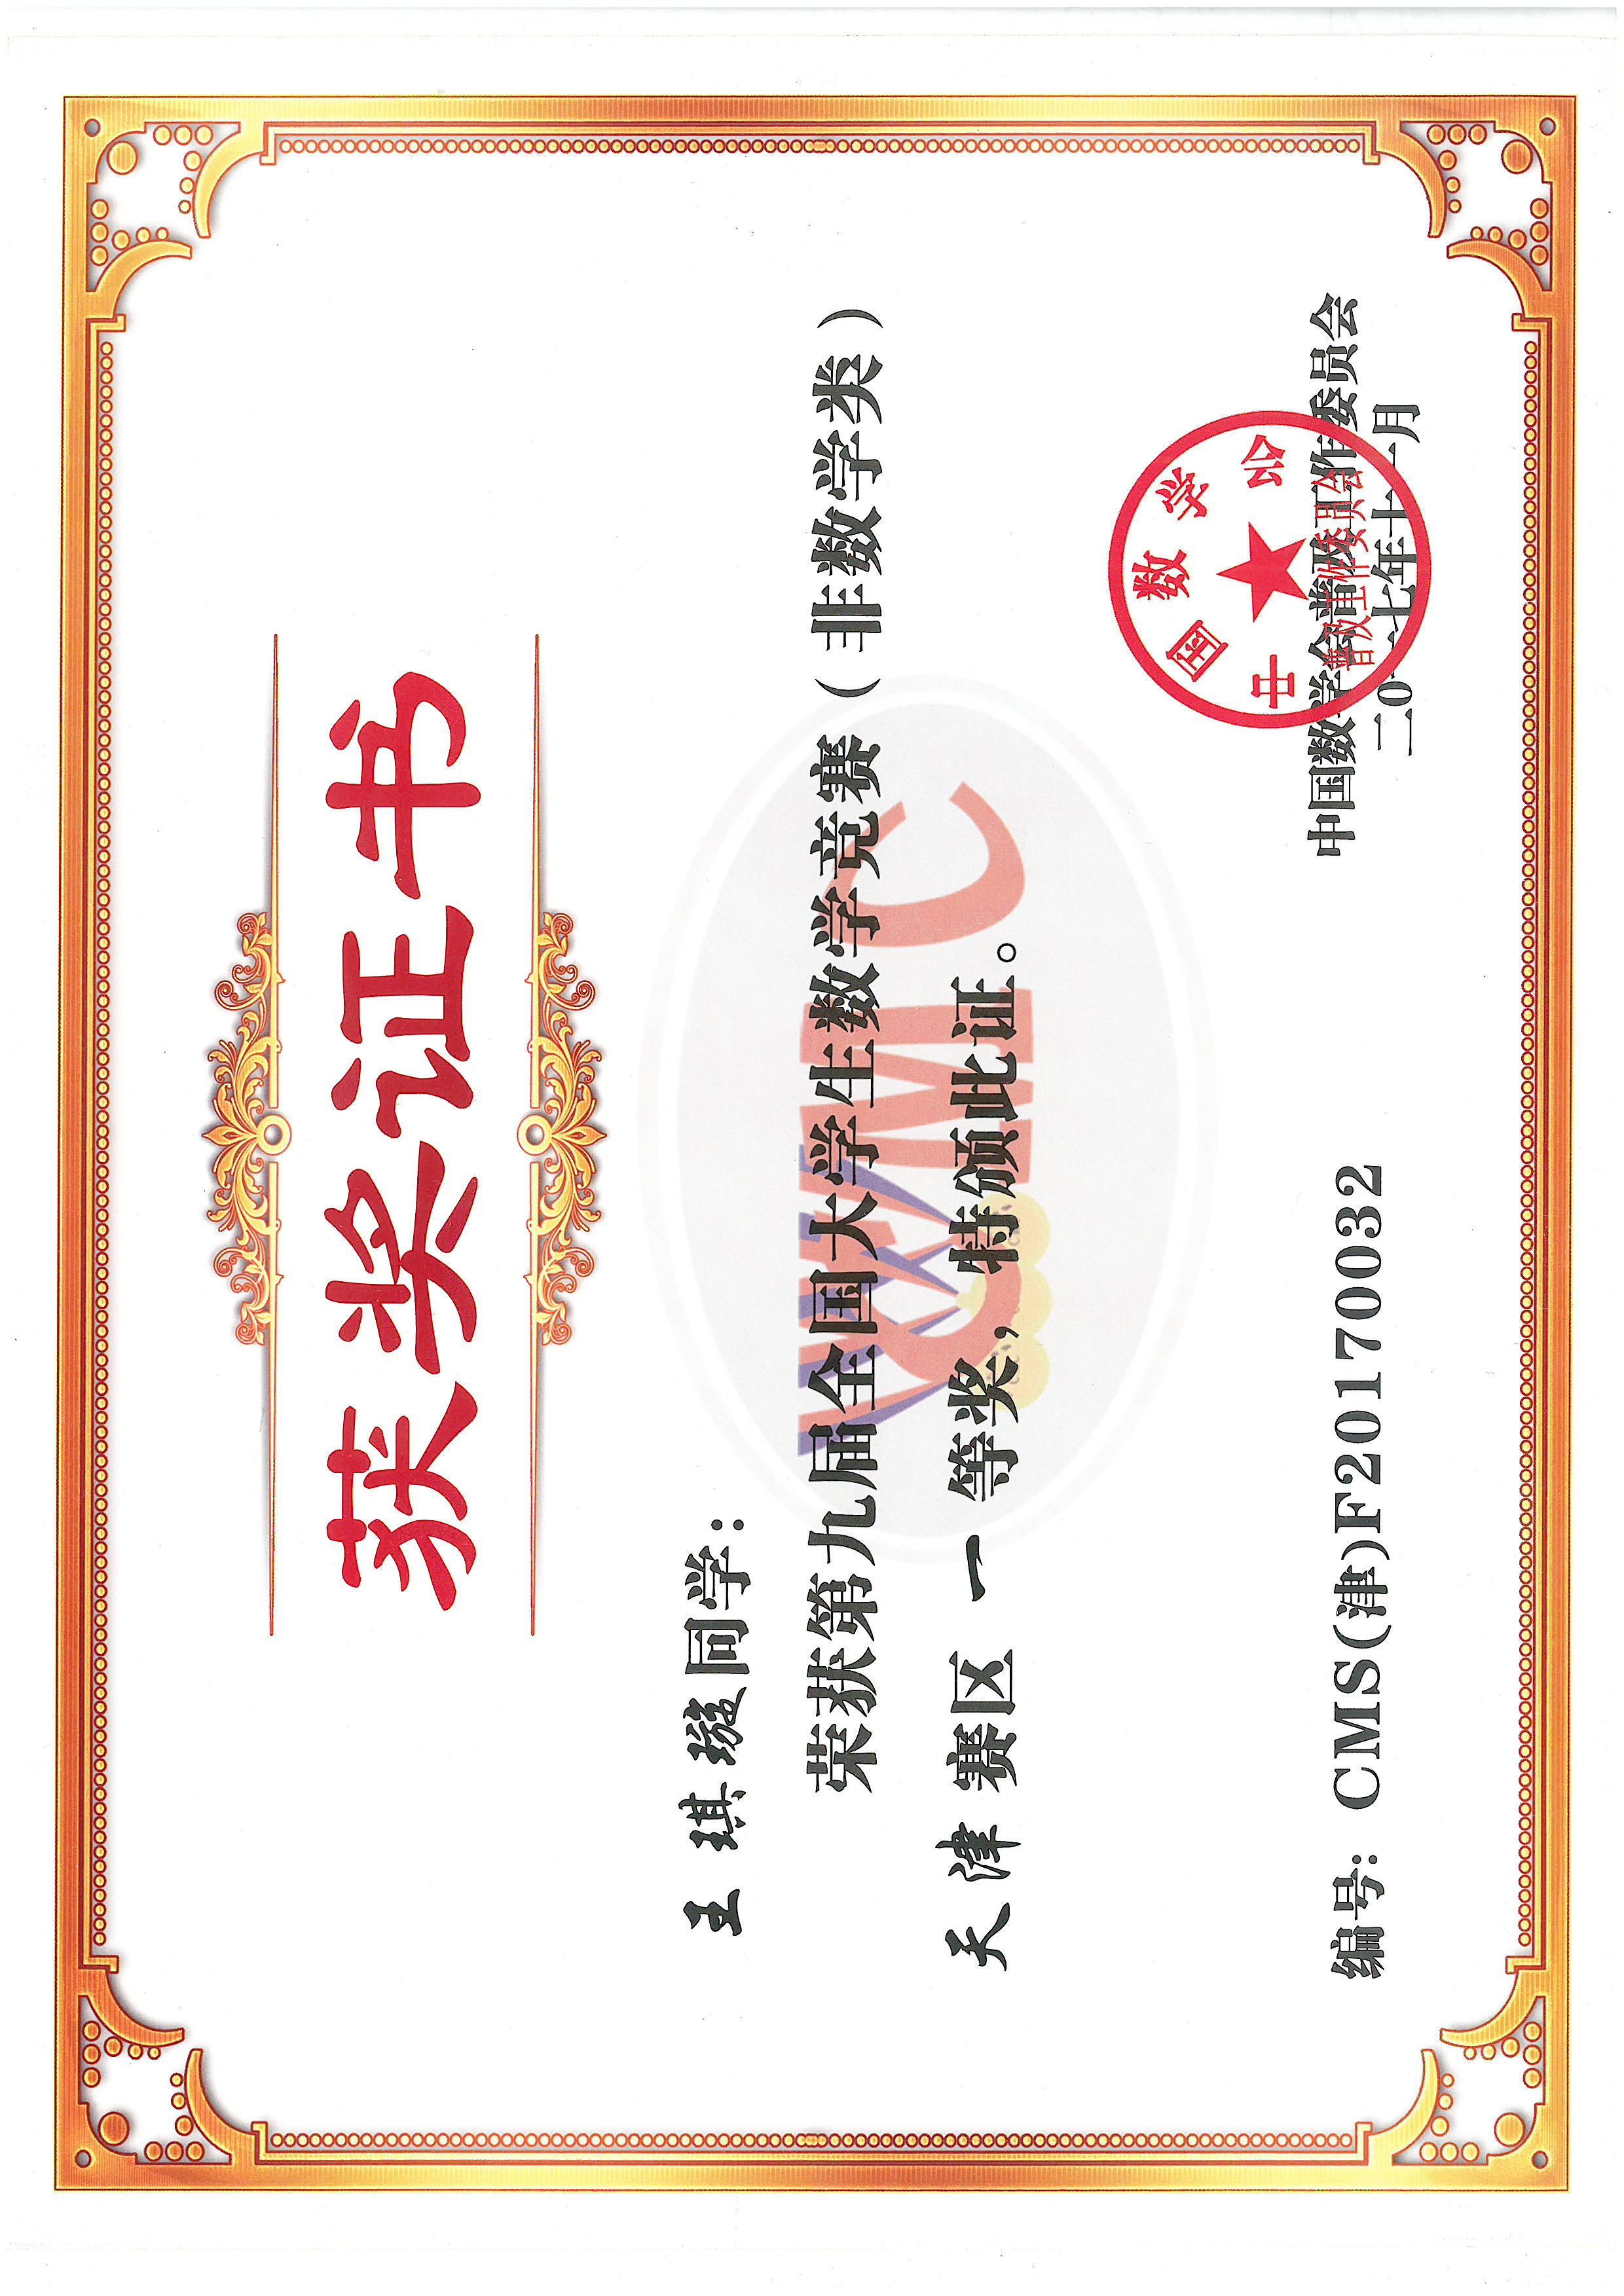 获奖证书
王琪璇同学：
荣获第九届全国大学生数学竞赛（非数学类）
天津赛区 一 等奖，特颁此证。
CMC
中国数学会
普及工作委员会
编号：CMS(津)F20170032
中国数学会普及工作委员会
二0一七年十一月